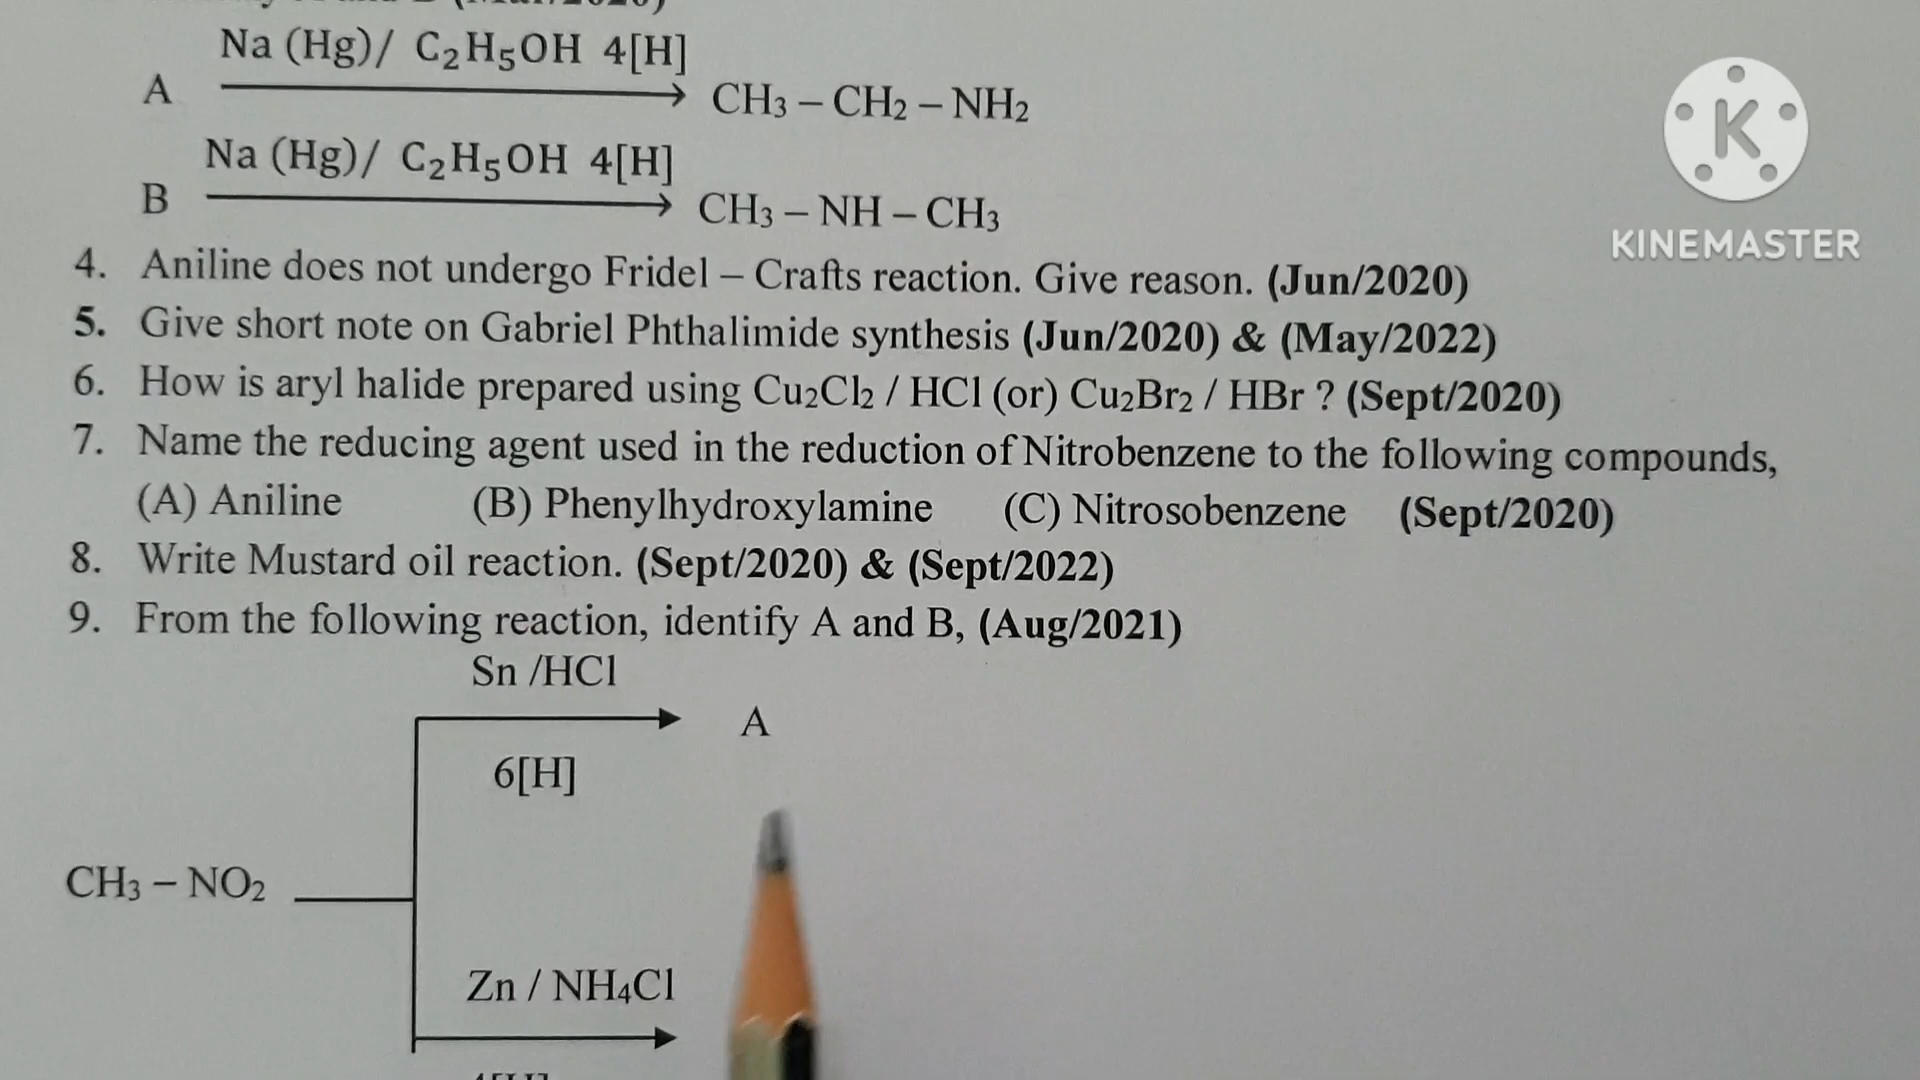 Na (Hg)/ C₂H₅OH 4[H]
A ⟶ CH₃ – CH₂ – NH₂
Na (Hg)/ C₂H₅OH 4[H]
B ⟶ CH₃ – NH – CH₃
KINEMASTER
4. Aniline does not undergo Fridel – Crafts reaction. Give reason. (Jun/2020)
5. Give short note on Gabriel Phthalimide synthesis (Jun/2020) & (May/2022)
6. How is aryl halide prepared using Cu₂Cl₂ / HCl (or) Cu₂Br₂ / HBr ? (Sept/2020)
7. Name the reducing agent used in the reduction of Nitrobenzene to the following compounds,
(A) Aniline (B) Phenylhydroxylamine (C) Nitrosobenzene (Sept/2020)
8. Write Mustard oil reaction. (Sept/2020) & (Sept/2022)
9. From the following reaction, identify A and B, (Aug/2021)
Sn /HCl
A
6[H]
CH₃ – NO₂
Zn / NH₄Cl